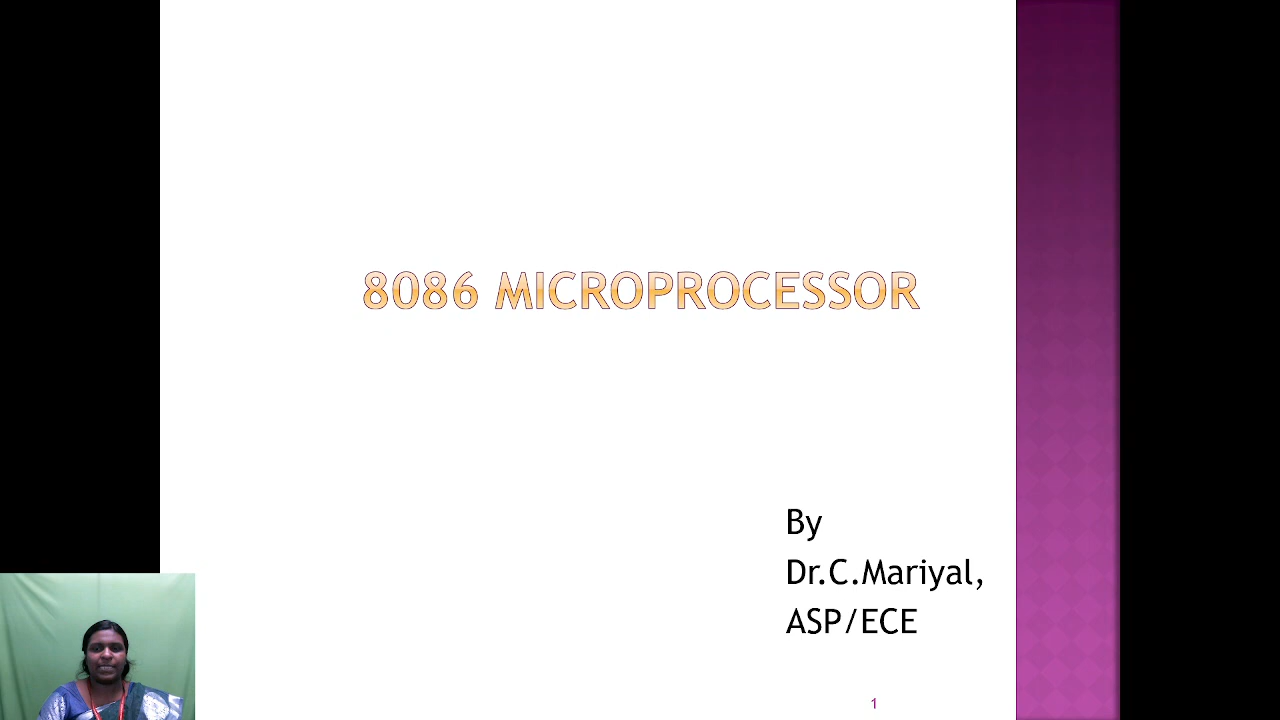 8086 MICROPROCESSOR
By
Dr.C.Mariyal,
ASP/ECE
1